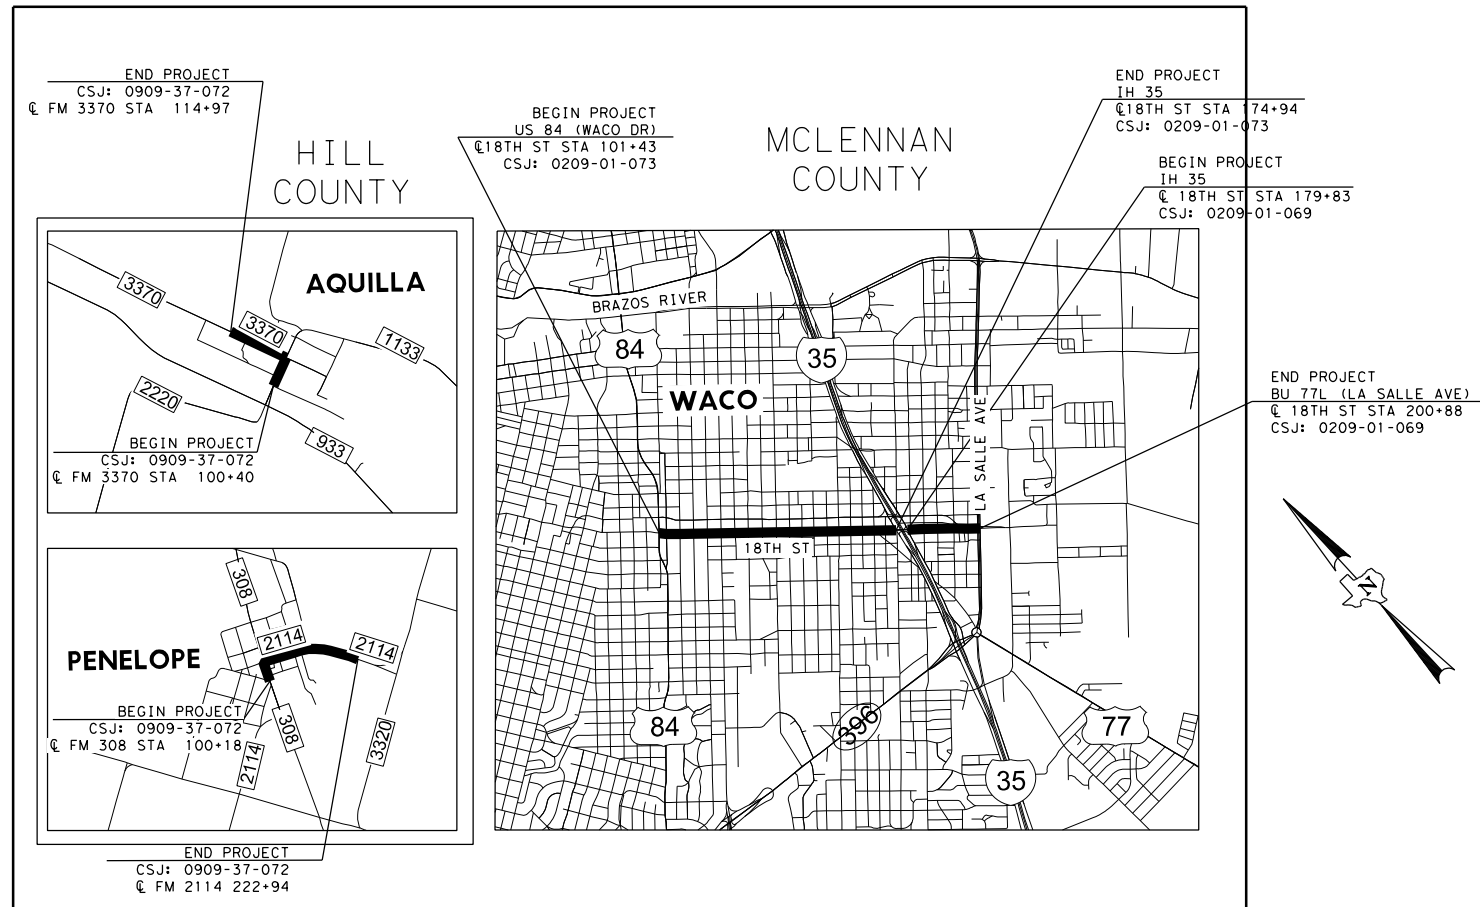 END PROJECT
CSJ: 0909-37-072
℄ FM 3370 STA 114+97
HILL
COUNTY
BEGIN PROJECT
US 84 (WACO DR)
℄18TH ST STA 101+43
CSJ: 0209-01-073
MCLENNAN
COUNTY
END PROJECT
IH 35
℄18TH ST STA 174+94
CSJ: 0209-01-073
BEGIN PROJECT
IH 35
℄ 18TH ST STA 179+83
CSJ: 0209-01-069
END PROJECT
BU 77L (LA SALLE AVE)
℄ 18TH ST STA 200+88
CSJ: 0209-01-069
AQUILLA
3370
3370
1133
2220
933
BEGIN PROJECT
CSJ: 0909-37-072
℄ FM 3370 STA 100+40
BRAZOS RIVER
84
35
WACO
LA SALLE AVE
18TH ST
84
396
77
35
N
308
2114
2114
PENELOPE
BEGIN PROJECT
CSJ: 0909-37-072
℄ FM 308 STA 100+18
308
2114
3320
END PROJECT
CSJ: 0909-37-072
℄ FM 2114 222+94